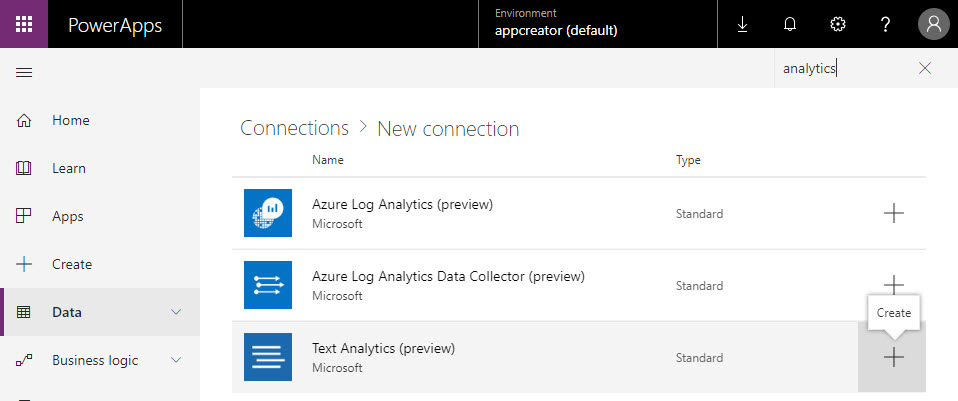 PowerApps
Environment
appcreator (default)
?
analytics
Home
Learn
Apps
Create
Data
Business logic
Connections > New connection
Name Type
Azure Log Analytics (preview)
Microsoft
Standard
Azure Log Analytics Data Collector (preview)
Microsoft
Standard
Create
Text Analytics (preview)
Microsoft
Standard